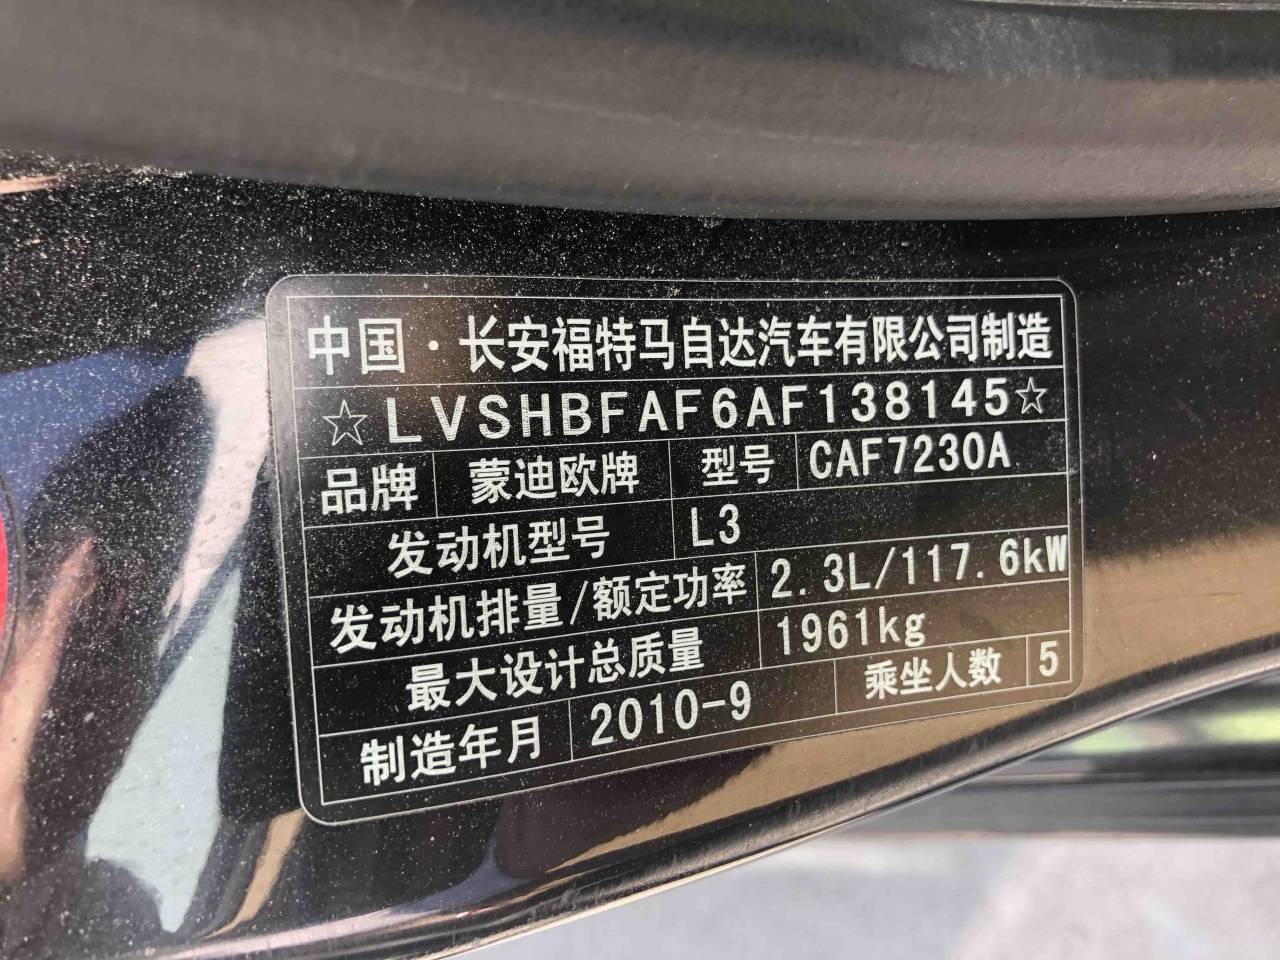 中国·长安福特马自达汽车有限公司制造
☆LVSHBFAF6AF138145☆
品牌 蒙迪欧牌 型号 CAF7230A
发动机型号 L3
发动机排量/额定功率 2.3L/117.6kW
最大设计总质量 1961kg
制造年月 2010-9 乘坐人数 5